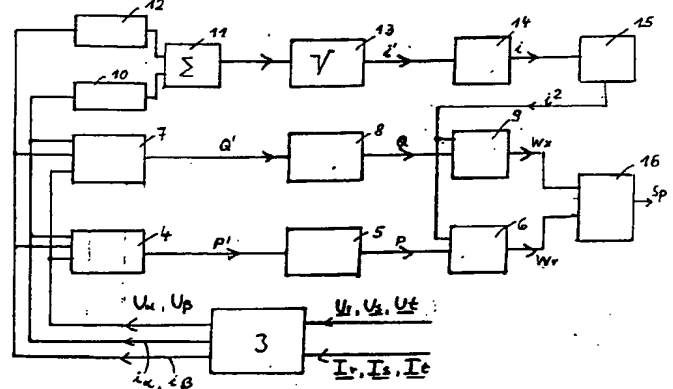 12
11
Σ
13
√
i'
14
i
15
10
i²
7
Q'
8
Q
9
Wx
16
Sp
4
P'
5
P
6
Wr
Uα, Uβ
3
Ur, Us, Ut
Ir, Is, It
iα, iβ